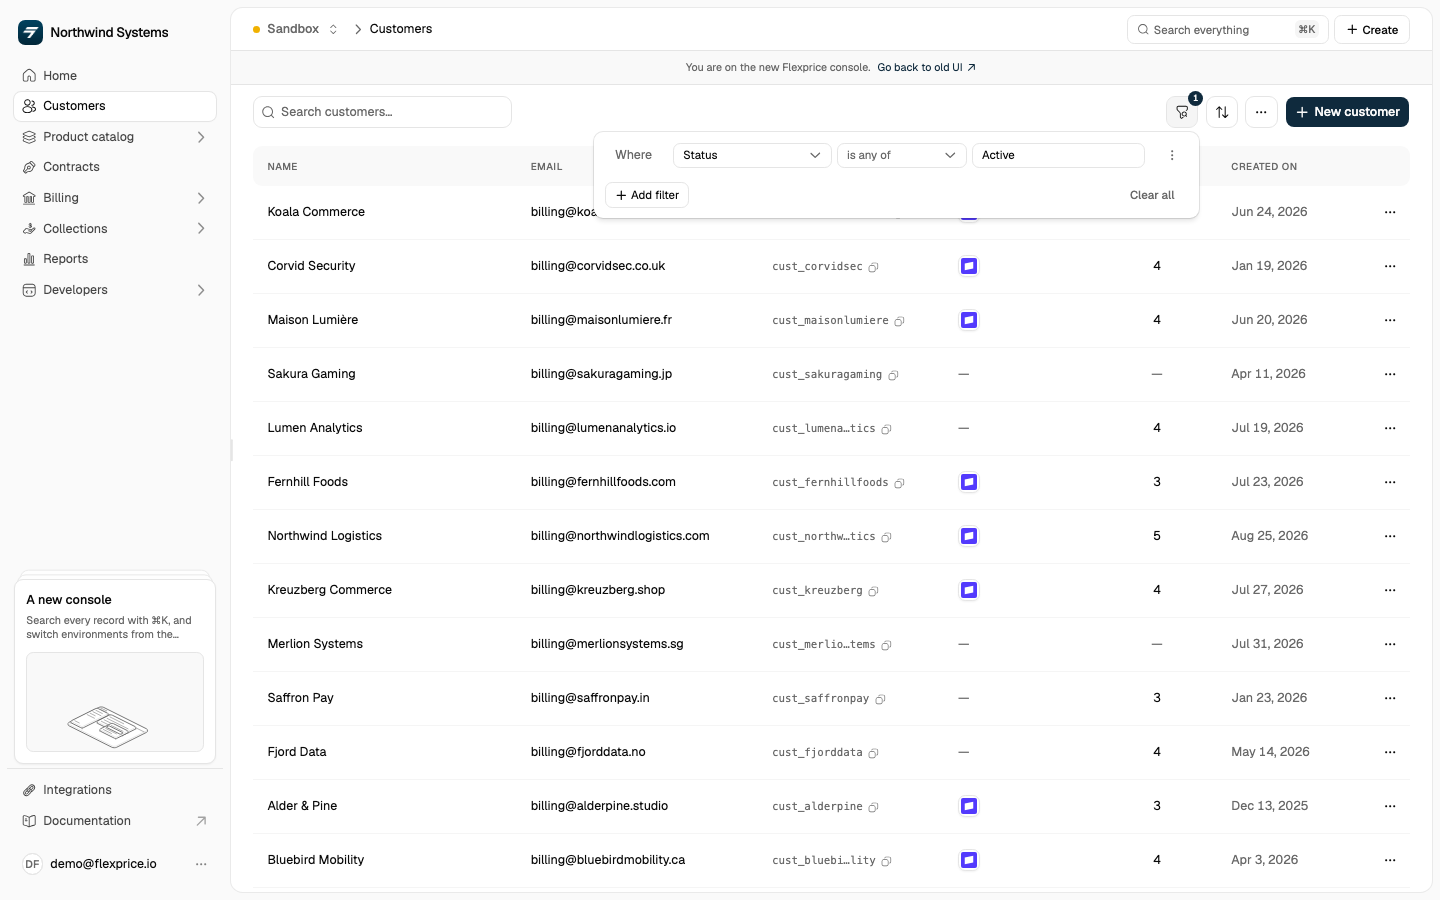 Northwind Systems
Home
Customers
Product catalog
Contracts
Billing
Collections
Reports
Developers
A new console
Search every record with ⌘K, and
switch environments from the...
Integrations
Documentation
DF demo@flexprice.io
Sandbox Customers
Search everything ⌘K
Create
You are on the new Flexprice console. Go back to old UI
Search customers...
1
New customer
Where Status is any of Active
Add filter Clear all
NAME EMAIL CREATED ON
Koala Commerce Jun 24, 2026
Corvid Security billing@corvidsec.co.uk cust_corvidsec 4 Jan 19, 2026
Maison Lumière billing@maisonlumiere.fr cust_maisonlumiere 4 Jun 20, 2026
Sakura Gaming billing@sakuragaming.jp cust_sakuragaming — — Apr 11, 2026
Lumen Analytics billing@lumenanalytics.io cust_lumena…tics — 4 Jul 19, 2026
Fernhill Foods billing@fernhillfoods.com cust_fernhillfoods 3 Jul 23, 2026
Northwind Logistics billing@northwindlogistics.com cust_northw…tics 5 Aug 25, 2026
Kreuzberg Commerce billing@kreuzberg.shop cust_kreuzberg 4 Jul 27, 2026
Merlion Systems billing@merlionsystems.sg cust_merlio…tems — — Jul 31, 2026
Saffron Pay billing@saffronpay.in cust_saffronpay — 3 Jan 23, 2026
Fjord Data billing@fjorddata.no cust_fjorddata — 4 May 14, 2026
Alder & Pine billing@alderpine.studio cust_alderpine 3 Dec 13, 2025
Bluebird Mobility billing@bluebirdmobility.ca cust_bluebi…lity 4 Apr 3, 2026